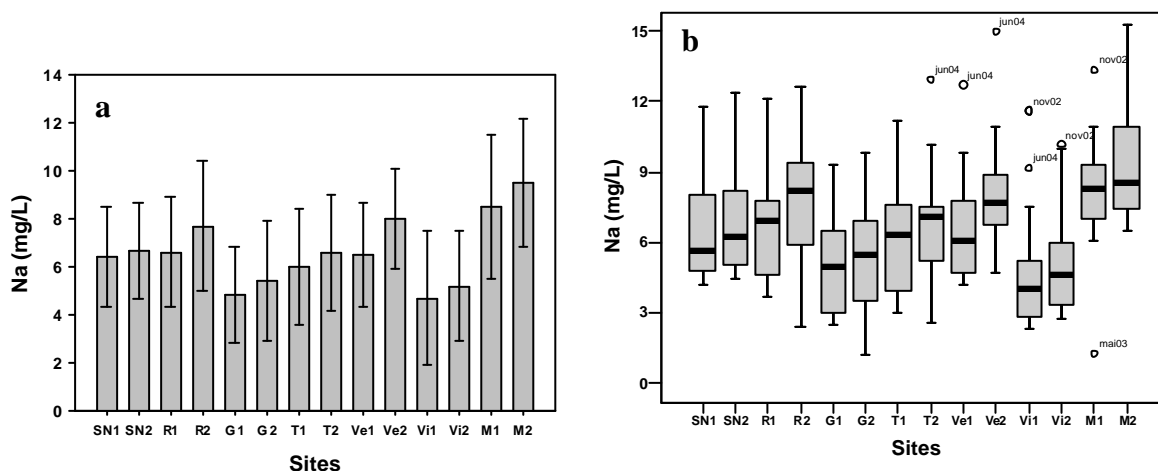 a
Na (mg/L)
14
12
10
8
6
4
2
0
SN1 SN2 R1 R2 G1 G2 T1 T2 Ve1 Ve2 Vi1 Vi2 M1 M2
Sites
b
Na (mg/L)
15
12
9
6
3
0
jun04
jun04
jun04
nov02
jun04
nov02
nov02
mai03
SN1 SN2 R1 R2 G1 G2 T1 T2 Ve1 Ve2 Vi1 Vi2 M1 M2
Sites